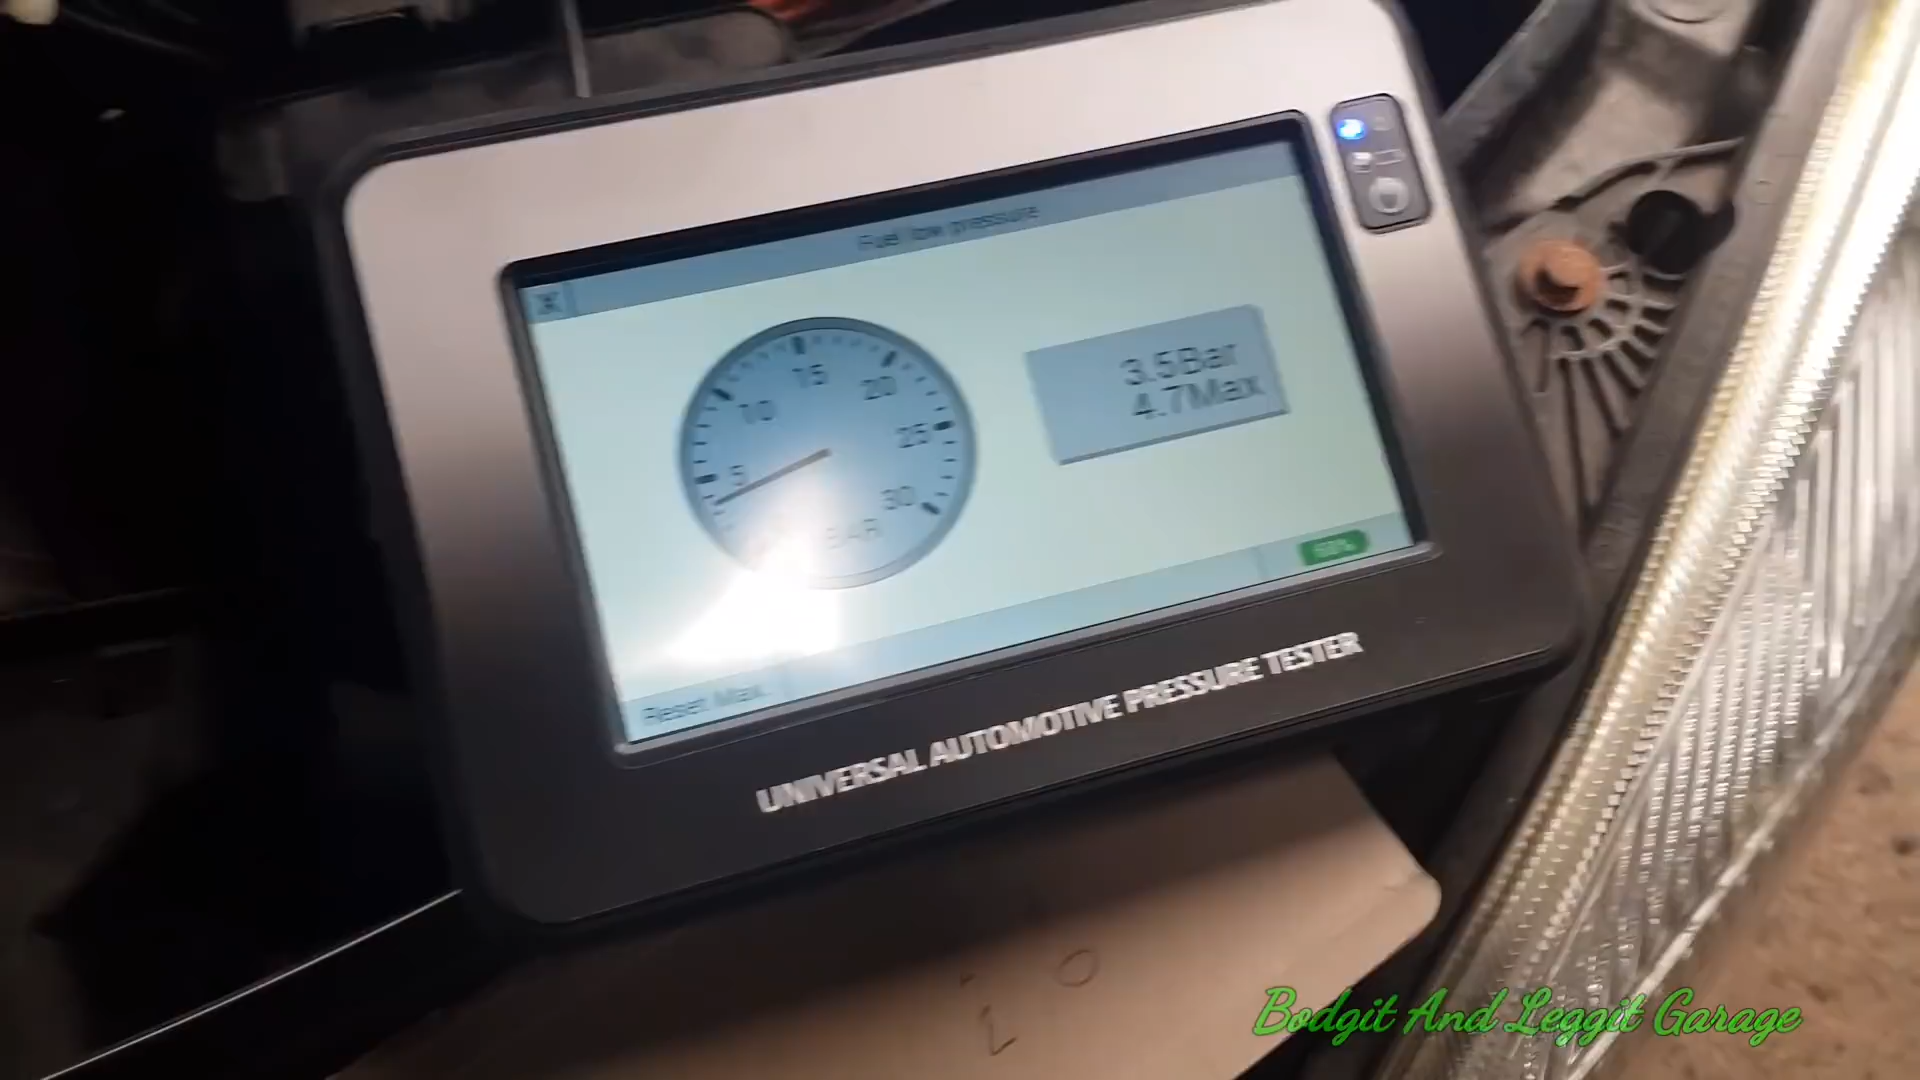 Fuel low pressure
X
5
10
15
20
25
30
BAR
3.5Bar
4.7Max
Reset Max.
UNIVERSAL AUTOMOTIVE PRESSURE TESTER
Bodgit And Leggit Garage